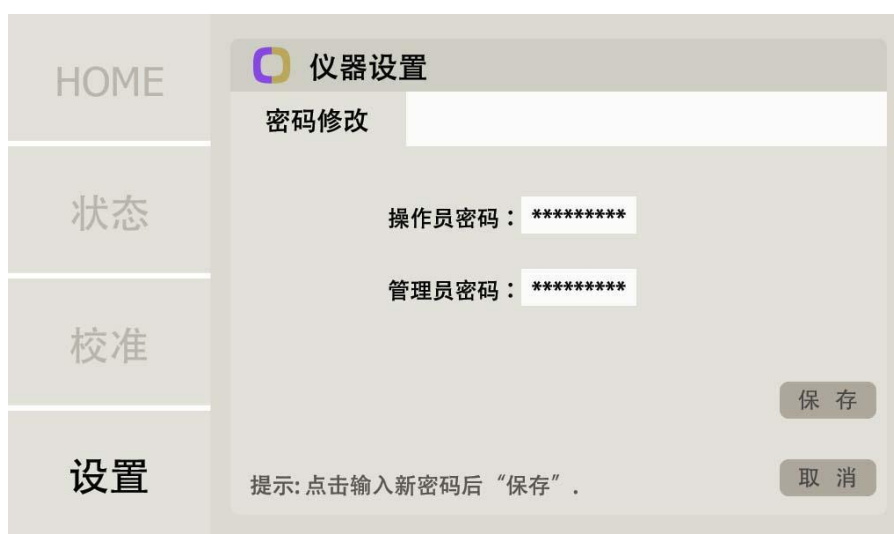 HOME
状态
校准
设置
仪器设置
密码修改
操作员密码：*********
管理员密码：*********
保 存
提示:点击输入新密码后“保存”.
取 消